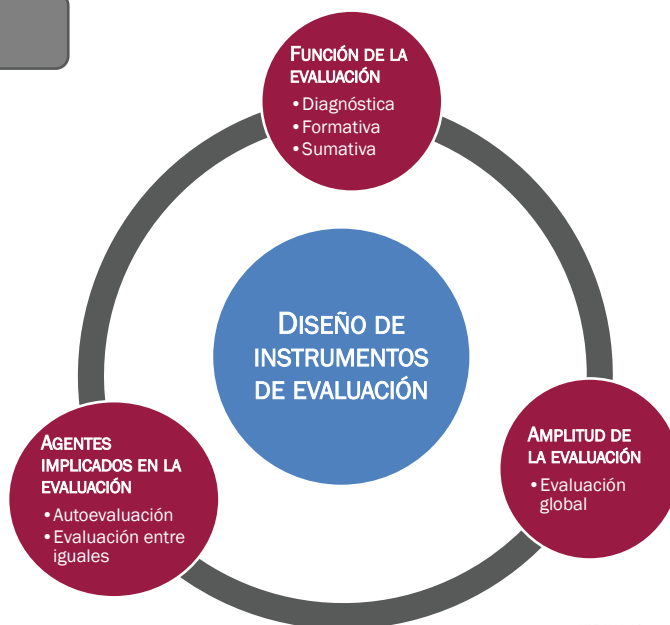 FUNCIÓN DE LA
EVALUACIÓN
•Diagnóstica
•Formativa
•Sumativa
DISEÑO DE
INSTRUMENTOS
DE EVALUACIÓN
AGENTES
IMPLICADOS EN LA
EVALUACIÓN
•Autoevaluación
•Evaluación entre
iguales
AMPLITUD DE
LA EVALUACIÓN
•Evaluación
global